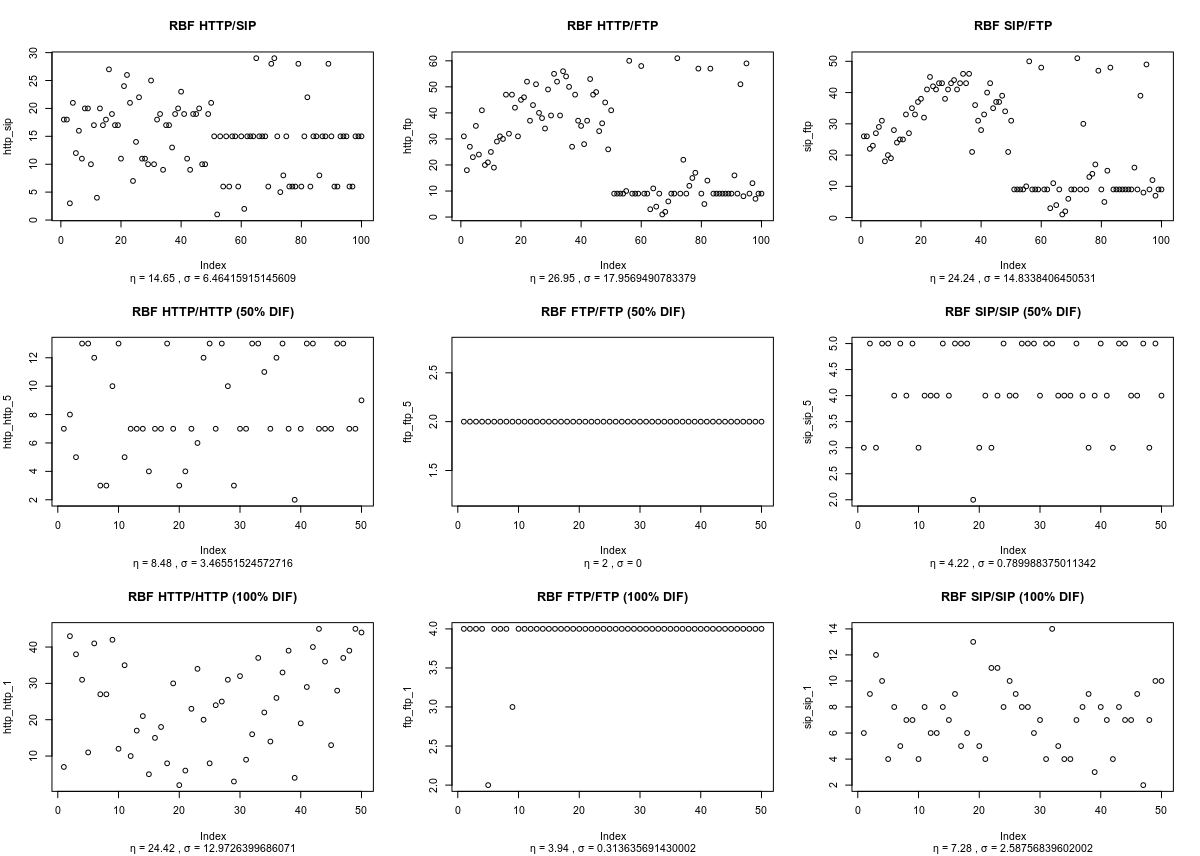 RBF HTTP/SIP
http_sip
0 5 10 15 20 25 30
0 20 40 60 80 100
Index
η = 14.65 , σ = 6.46415915145609
RBF HTTP/FTP
http_ftp
0 10 20 30 40 50 60
0 20 40 60 80 100
Index
η = 26.95 , σ = 17.9569490783379
RBF SIP/FTP
sip_ftp
0 10 20 30 40 50
0 20 40 60 80 100
Index
η = 24.24 , σ = 14.8338406450531
RBF HTTP/HTTP (50% DIF)
http_http_5
2 4 6 8 10 12
0 10 20 30 40 50
Index
η = 8.48 , σ = 3.46551524572716
RBF FTP/FTP (50% DIF)
ftp_ftp_5
1.5 2.0 2.5
0 10 20 30 40 50
Index
η = 2 , σ = 0
RBF SIP/SIP (50% DIF)
sip_sip_5
2.0 2.5 3.0 3.5 4.0 4.5 5.0
0 10 20 30 40 50
Index
η = 4.22 , σ = 0.789988375011342
RBF HTTP/HTTP (100% DIF)
http_http_1
10 20 30 40
0 10 20 30 40 50
Index
η = 24.42 , σ = 12.9726399686071
RBF FTP/FTP (100% DIF)
ftp_ftp_1
2.0 2.5 3.0 3.5 4.0
0 10 20 30 40 50
Index
η = 3.94 , σ = 0.313635691430002
RBF SIP/SIP (100% DIF)
sip_sip_1
2 4 6 8 10 12 14
0 10 20 30 40 50
Index
η = 7.28 , σ = 2.58756839602002